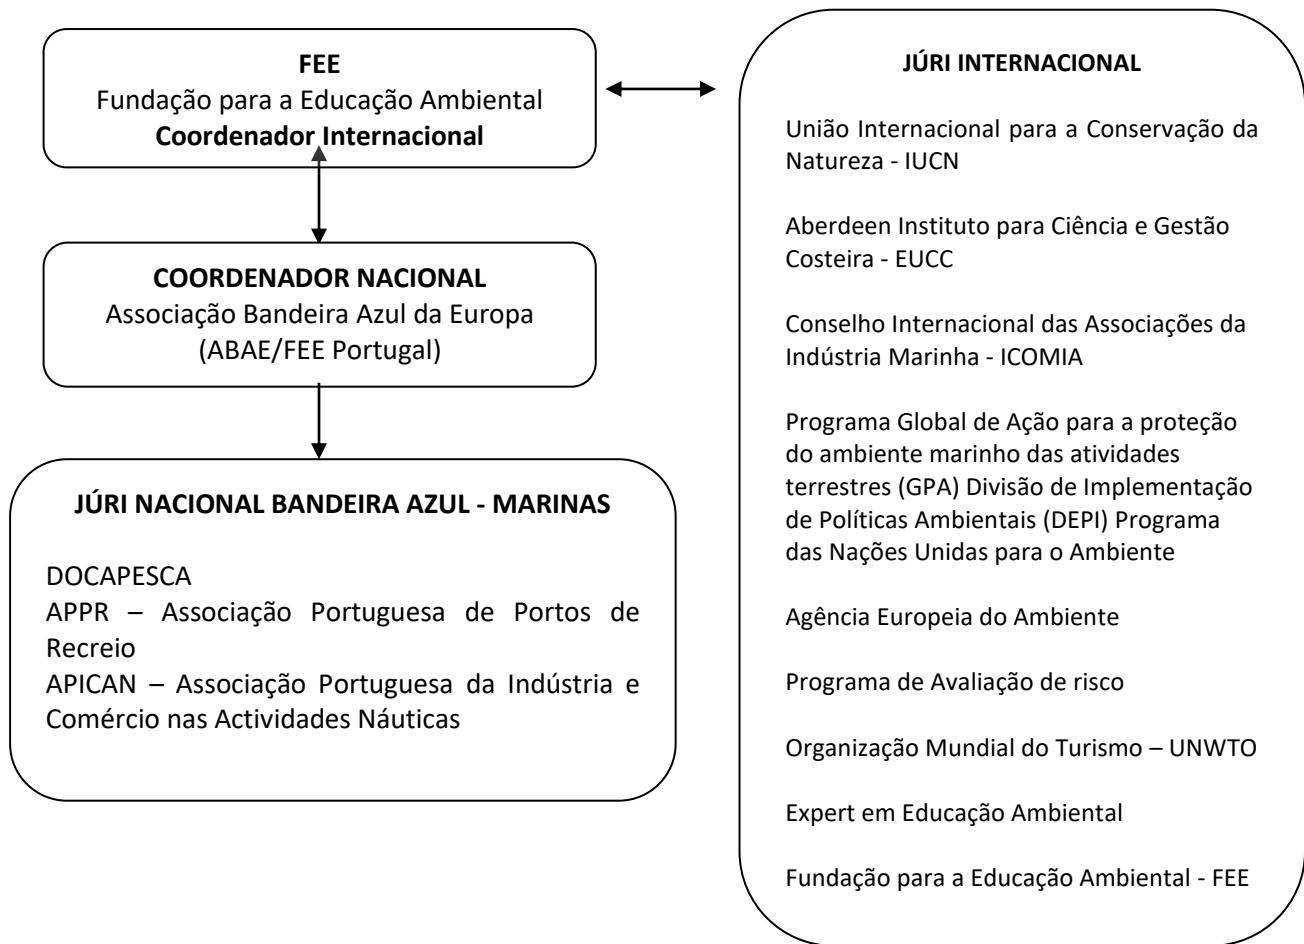 FEE
Fundação para a Educação Ambiental
Coordenador Internacional
COORDENADOR NACIONAL
Associação Bandeira Azul da Europa
(ABAE/FEE Portugal)
JÚRI NACIONAL BANDEIRA AZUL - MARINAS
DOCAPESCA
APPR – Associação Portuguesa de Portos de
Recreio
APICAN – Associação Portuguesa da Indústria e
Comércio nas Actividades Náuticas
JÚRI INTERNACIONAL
União Internacional para a Conservação da
Natureza - IUCN
Aberdeen Instituto para Ciência e Gestão
Costeira - EUCC
Conselho Internacional das Associações da
Indústria Marinha - ICOMIA
Programa Global de Ação para a proteção
do ambiente marinho das atividades
terrestres (GPA) Divisão de Implementação
de Políticas Ambientais (DEPI) Programa
das Nações Unidas para o Ambiente
Agência Europeia do Ambiente
Programa de Avaliação de risco
Organização Mundial do Turismo – UNWTO
Expert em Educação Ambiental
Fundação para a Educação Ambiental - FEE